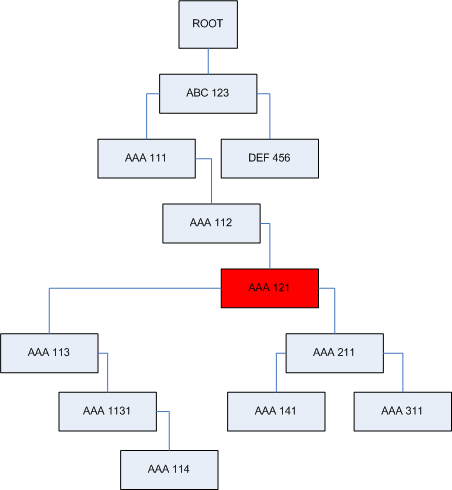 ROOT
ABC 123
AAA 111
DEF 456
AAA 112
AAA 121
AAA 113
AAA 211
AAA 1131
AAA 141
AAA 311
AAA 114